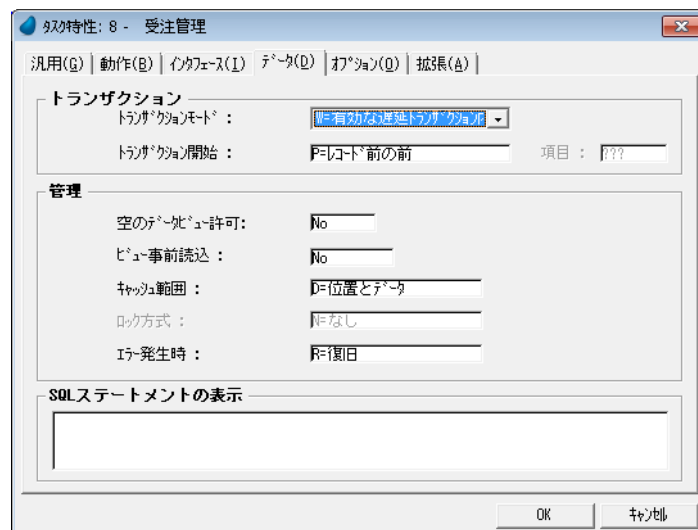 ﾀｽｸ特性: 8 -   受注管理
汎用(G) 動作(B) ｲﾝﾀﾌｪｰｽ(I) ﾃﾞｰﾀ(D) ｵﾌﾟｼｮﾝ(O) 拡張(A)
トランザクション
ﾄﾗﾝｻﾞｸｼｮﾝﾓｰﾄﾞ : W=有効な遅延ﾄﾗﾝｻﾞｸｼｮﾝ
ﾄﾗﾝｻﾞｸｼｮﾝ開始 : P=ﾚｺｰﾄﾞ前の前 項目 : ???
管理
空のﾃﾞｰﾀﾋﾞｭｰ許可: No
ﾋﾞｭｰ事前読込 : No
ｷｬｯｼｭ範囲 : D=位置とﾃﾞｰﾀ
ﾛｯｸ方式 : N=なし
ｴﾗｰ発生時 : R=復旧
SQLステートメントの表示
OK ｷｬﾝｾﾙ